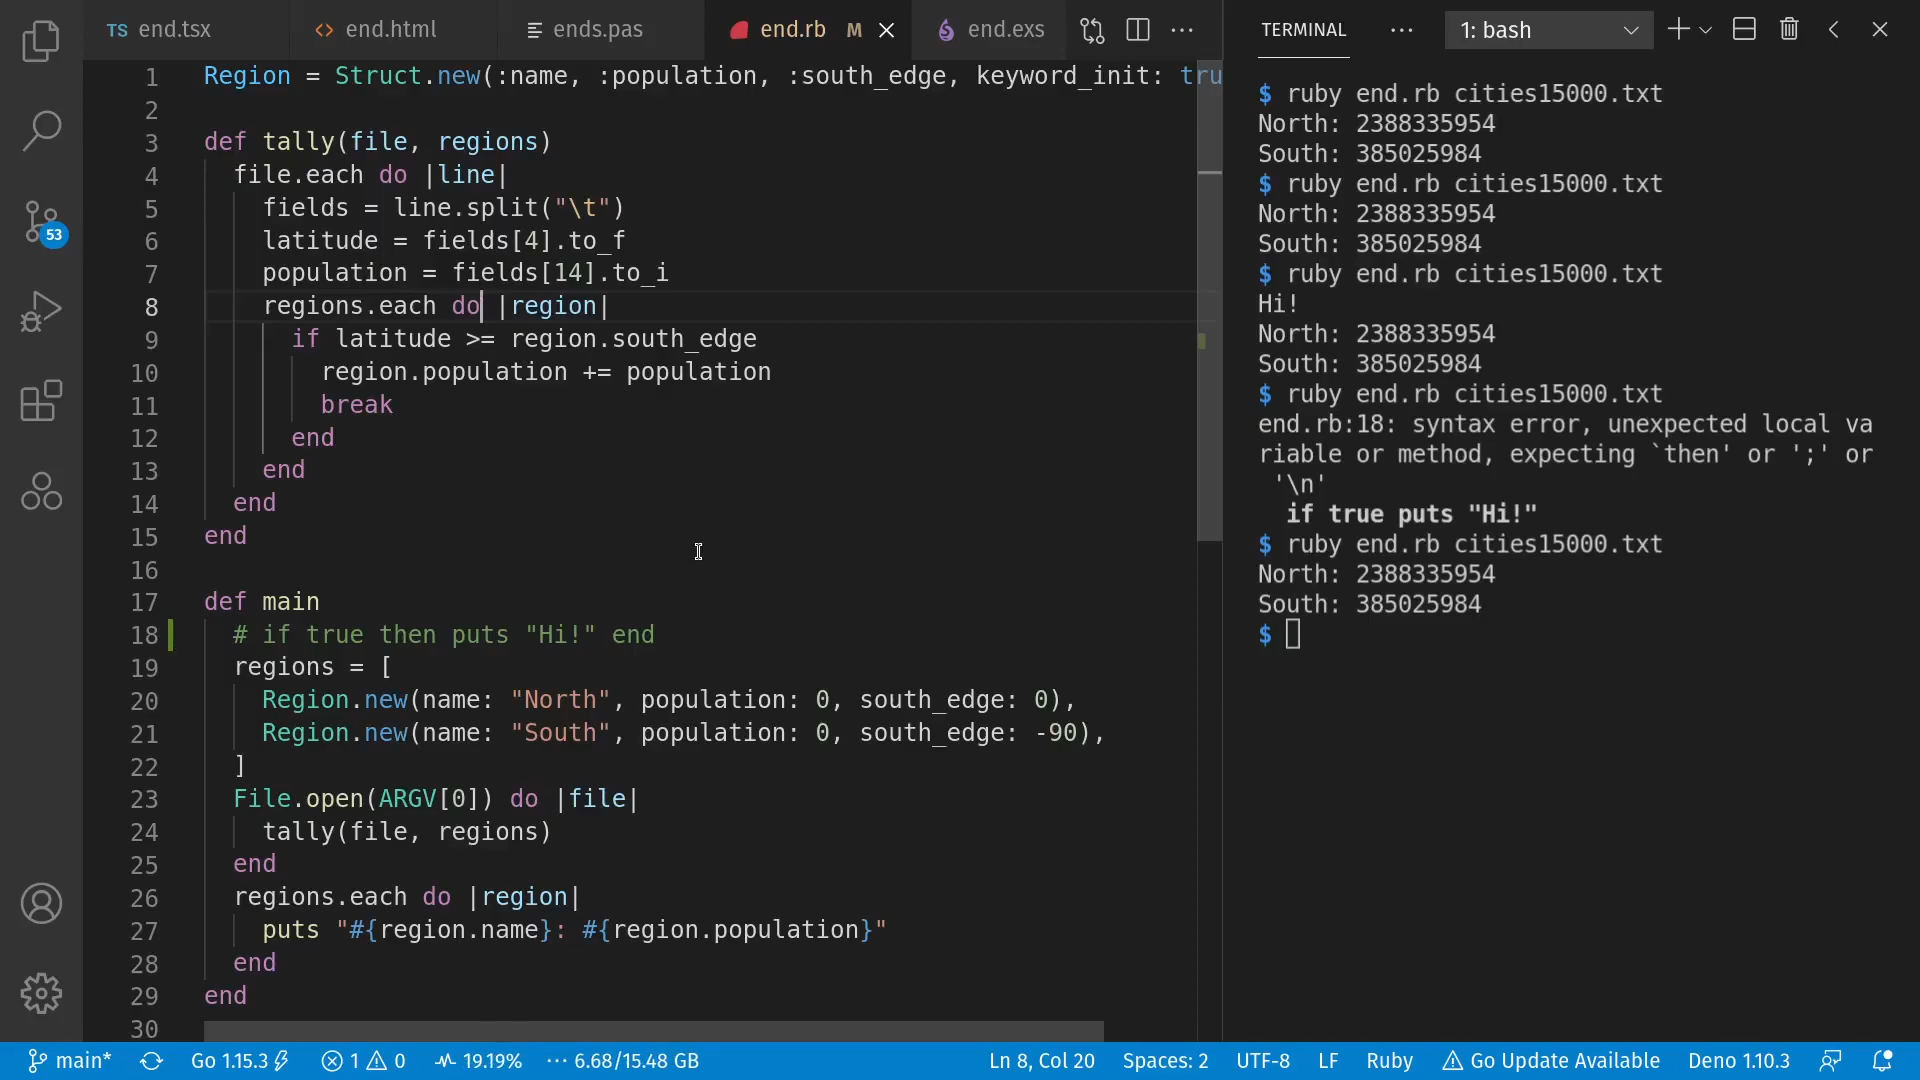 TS end.tsx
<> end.html
ends.pas
end.rb M
end.exs
TERMINAL
1: bash
53
1 Region = Struct.new(:name, :population, :south_edge, keyword_init: tru
2
3 def tally(file, regions)
4 file.each do |line|
5 fields = line.split("\t")
6 latitude = fields[4].to_f
7 population = fields[14].to_i
8 regions.each do |region|
9 if latitude >= region.south_edge
10 region.population += population
11 break
12 end
13 end
14 end
15 end
16
17 def main
18 # if true then puts "Hi!" end
19 regions = [
20 Region.new(name: "North", population: 0, south_edge: 0),
21 Region.new(name: "South", population: 0, south_edge: -90),
22 ]
23 File.open(ARGV[0]) do |file|
24 tally(file, regions)
25 end
26 regions.each do |region|
27 puts "#{region.name}: #{region.population}"
28 end
29 end
30
$ ruby end.rb cities15000.txt
North: 2388335954
South: 385025984
$ ruby end.rb cities15000.txt
North: 2388335954
South: 385025984
$ ruby end.rb cities15000.txt
Hi!
North: 2388335954
South: 385025984
$ ruby end.rb cities15000.txt
end.rb:18: syntax error, unexpected local va
riable or method, expecting `then' or ';' or
'\n'
if true puts "Hi!"
$ ruby end.rb cities15000.txt
North: 2388335954
South: 385025984
$
main* Go 1.15.3 1 0 19.19% 6.68/15.48 GB Ln 8, Col 20 Spaces: 2 UTF-8 LF Ruby Go Update Available Deno 1.10.3